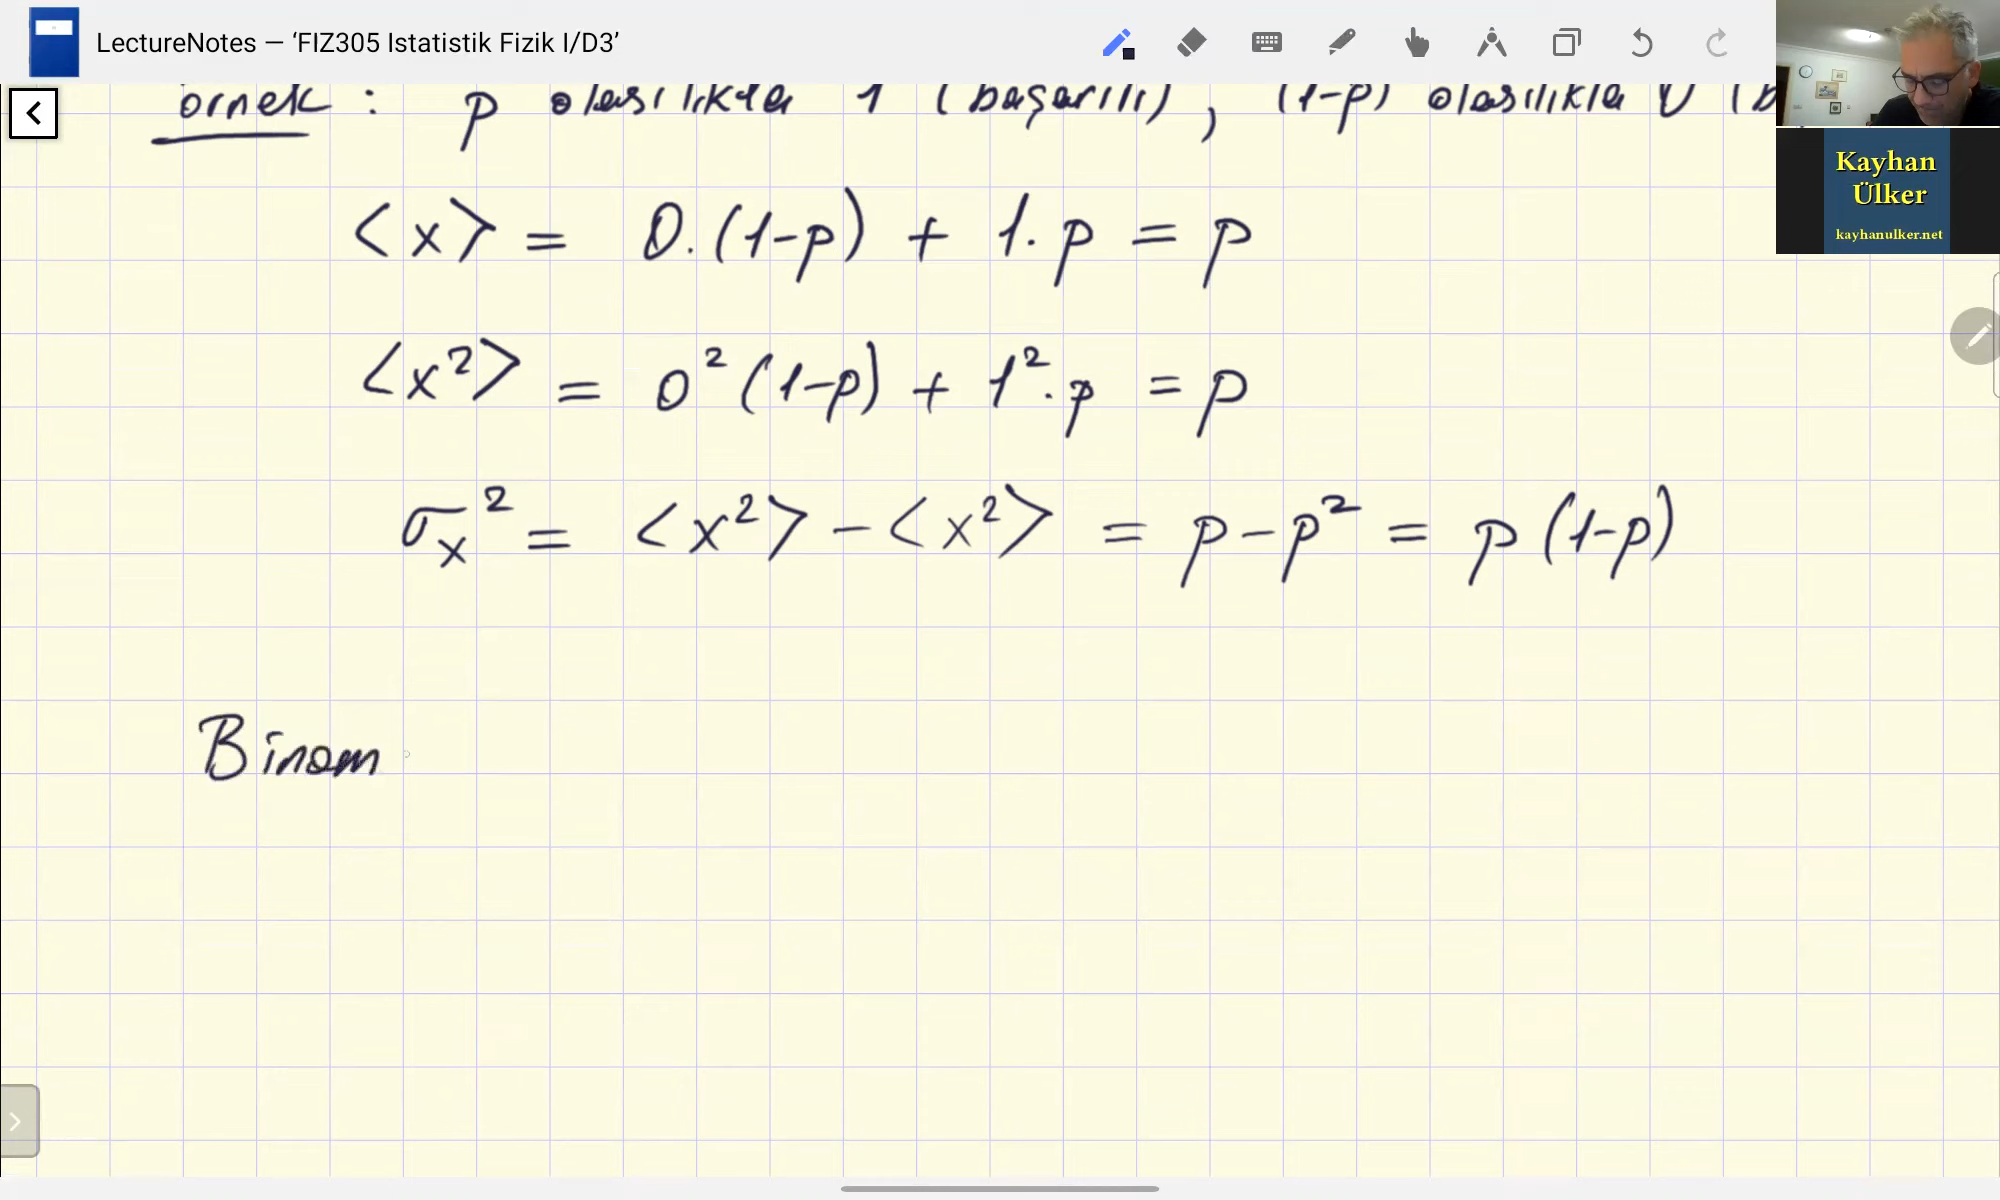 LectureNotes — ‘FIZ305 Istatistik Fizik I/D3’
Kayhan
Ülker
kayhanulker.net
örnek : p olasılıkla 1 (başarılı), (1-p) olasılıkla 0 (b
<x> = 0.(1-p) + 1.p = p
<x²> = 0²(1-p) + 1².p = p
σₓ² = <x²> - <x²> = p - p² = p(1-p)
Binom